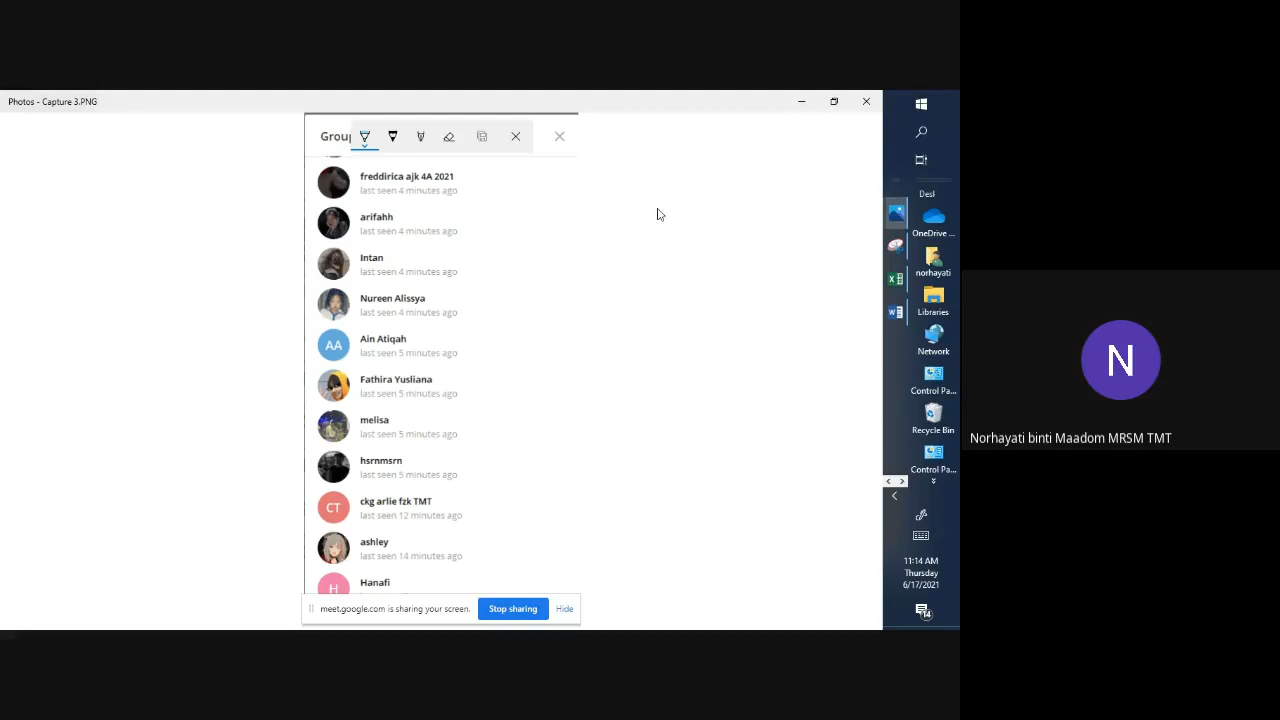 Photos - Capture 3.PNG
Group
freddirica ajk 4A 2021
last seen 4 minutes ago
arifahh
last seen 4 minutes ago
Intan
last seen 4 minutes ago
Nureen Alissya
last seen 4 minutes ago
AA
Ain Atiqah
last seen 5 minutes ago
Fathira Yusliana
last seen 5 minutes ago
melisa
last seen 5 minutes ago
hsrnmsrn
last seen 5 minutes ago
CT
ckg arlie fzk TMT
last seen 12 minutes ago
ashley
last seen 14 minutes ago
H
Hanafi
meet.google.com is sharing your screen.
Stop sharing
Hide
Desk
OneDrive ...
norhayati
Libraries
Network
Control Pa...
Recycle Bin
Control Pa...
11:14 AM
Thursday
6/17/2021
14
N
Norhayati binti Maadom MRSM TMT